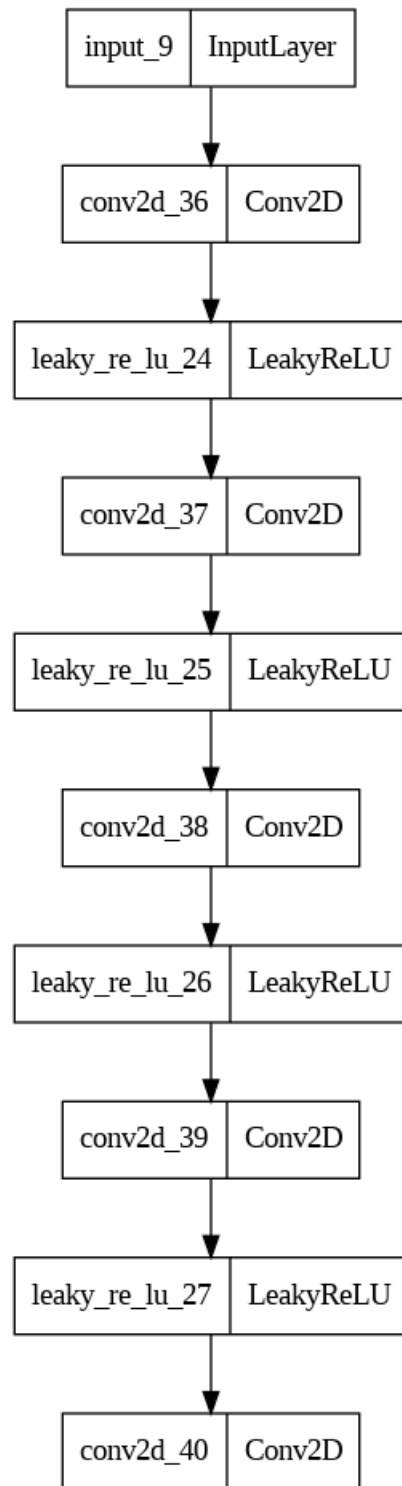 input_9 InputLayer
conv2d_36 Conv2D
leaky_re_lu_24 LeakyReLU
conv2d_37 Conv2D
leaky_re_lu_25 LeakyReLU
conv2d_38 Conv2D
leaky_re_lu_26 LeakyReLU
conv2d_39 Conv2D
leaky_re_lu_27 LeakyReLU
conv2d_40 Conv2D